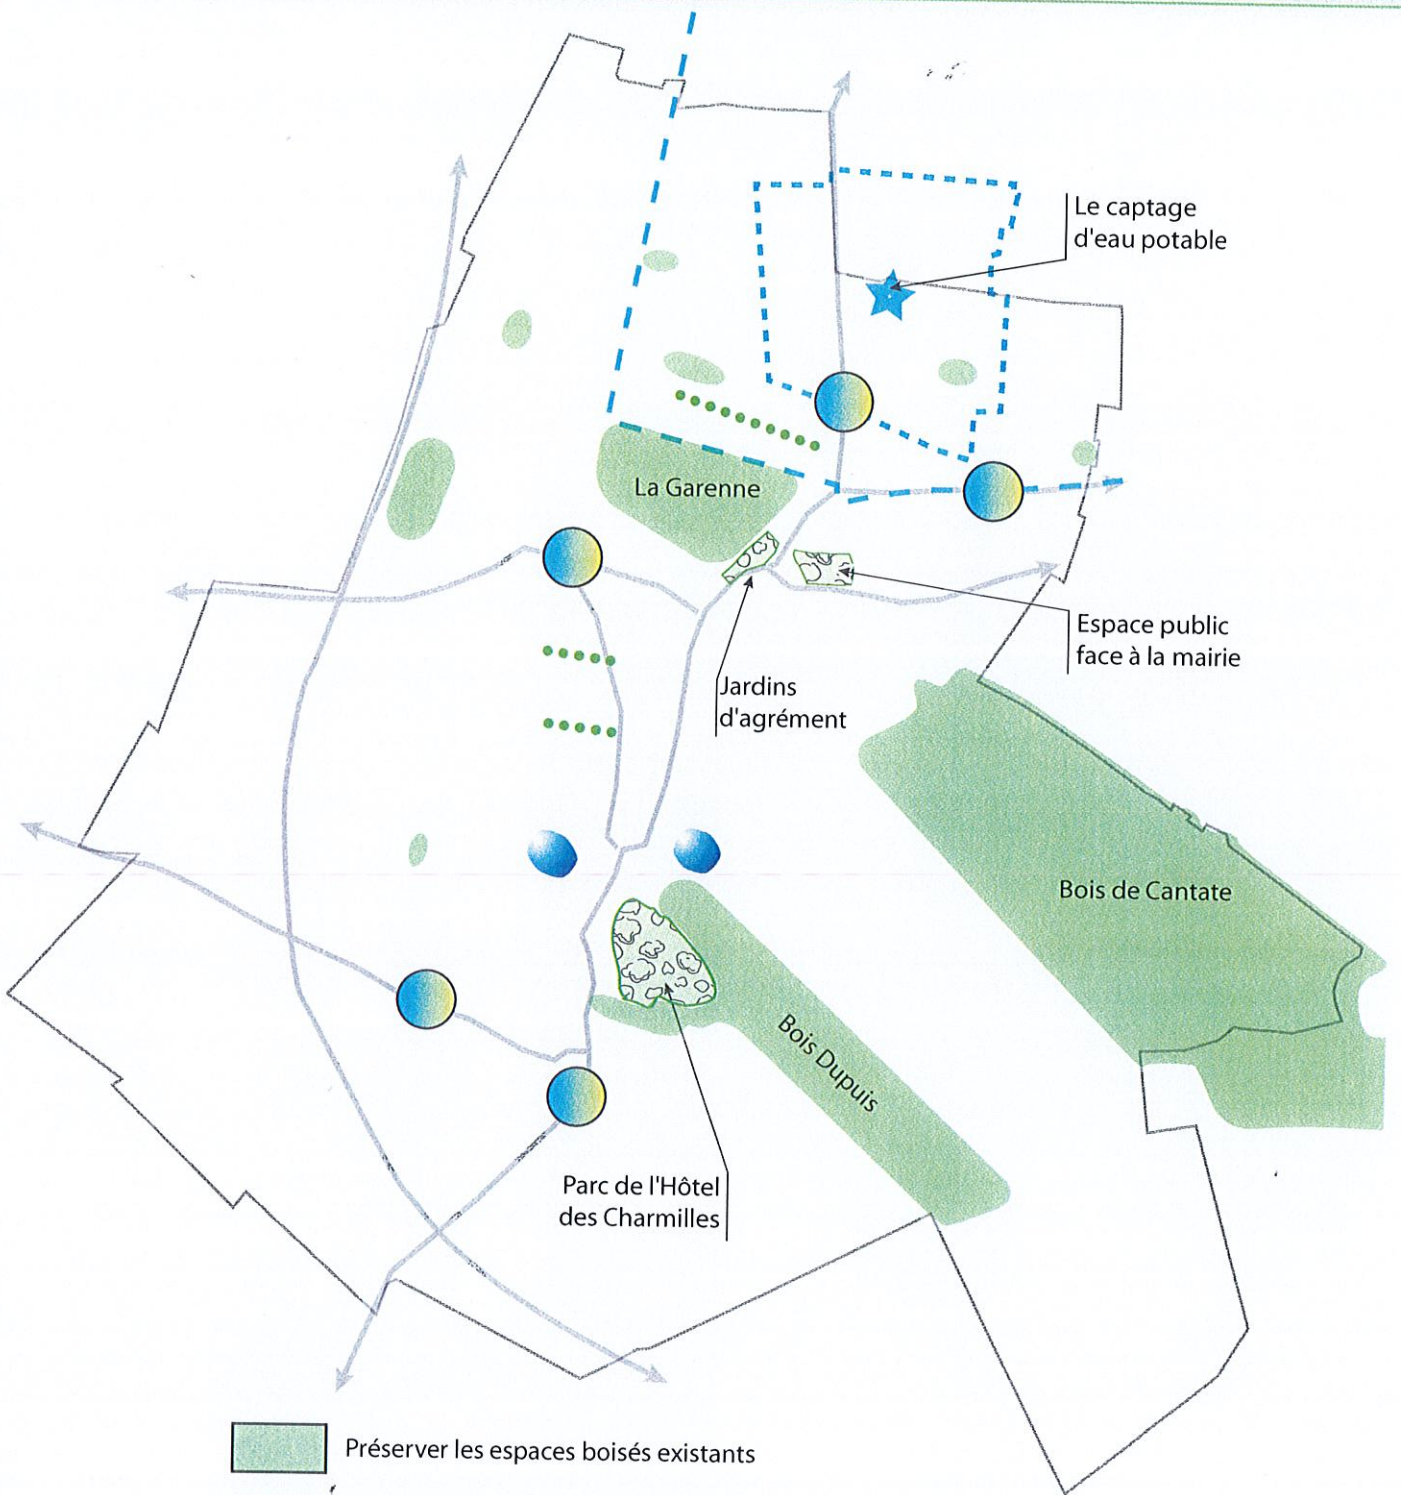 Le captage
d'eau potable
La Garenne
Espace public
face à la mairie
Jardins
d'agrément
Bois de Cantate
Bois Dupuis
Parc de l'Hôtel
des Charmilles
Préserver les espaces boisés existants